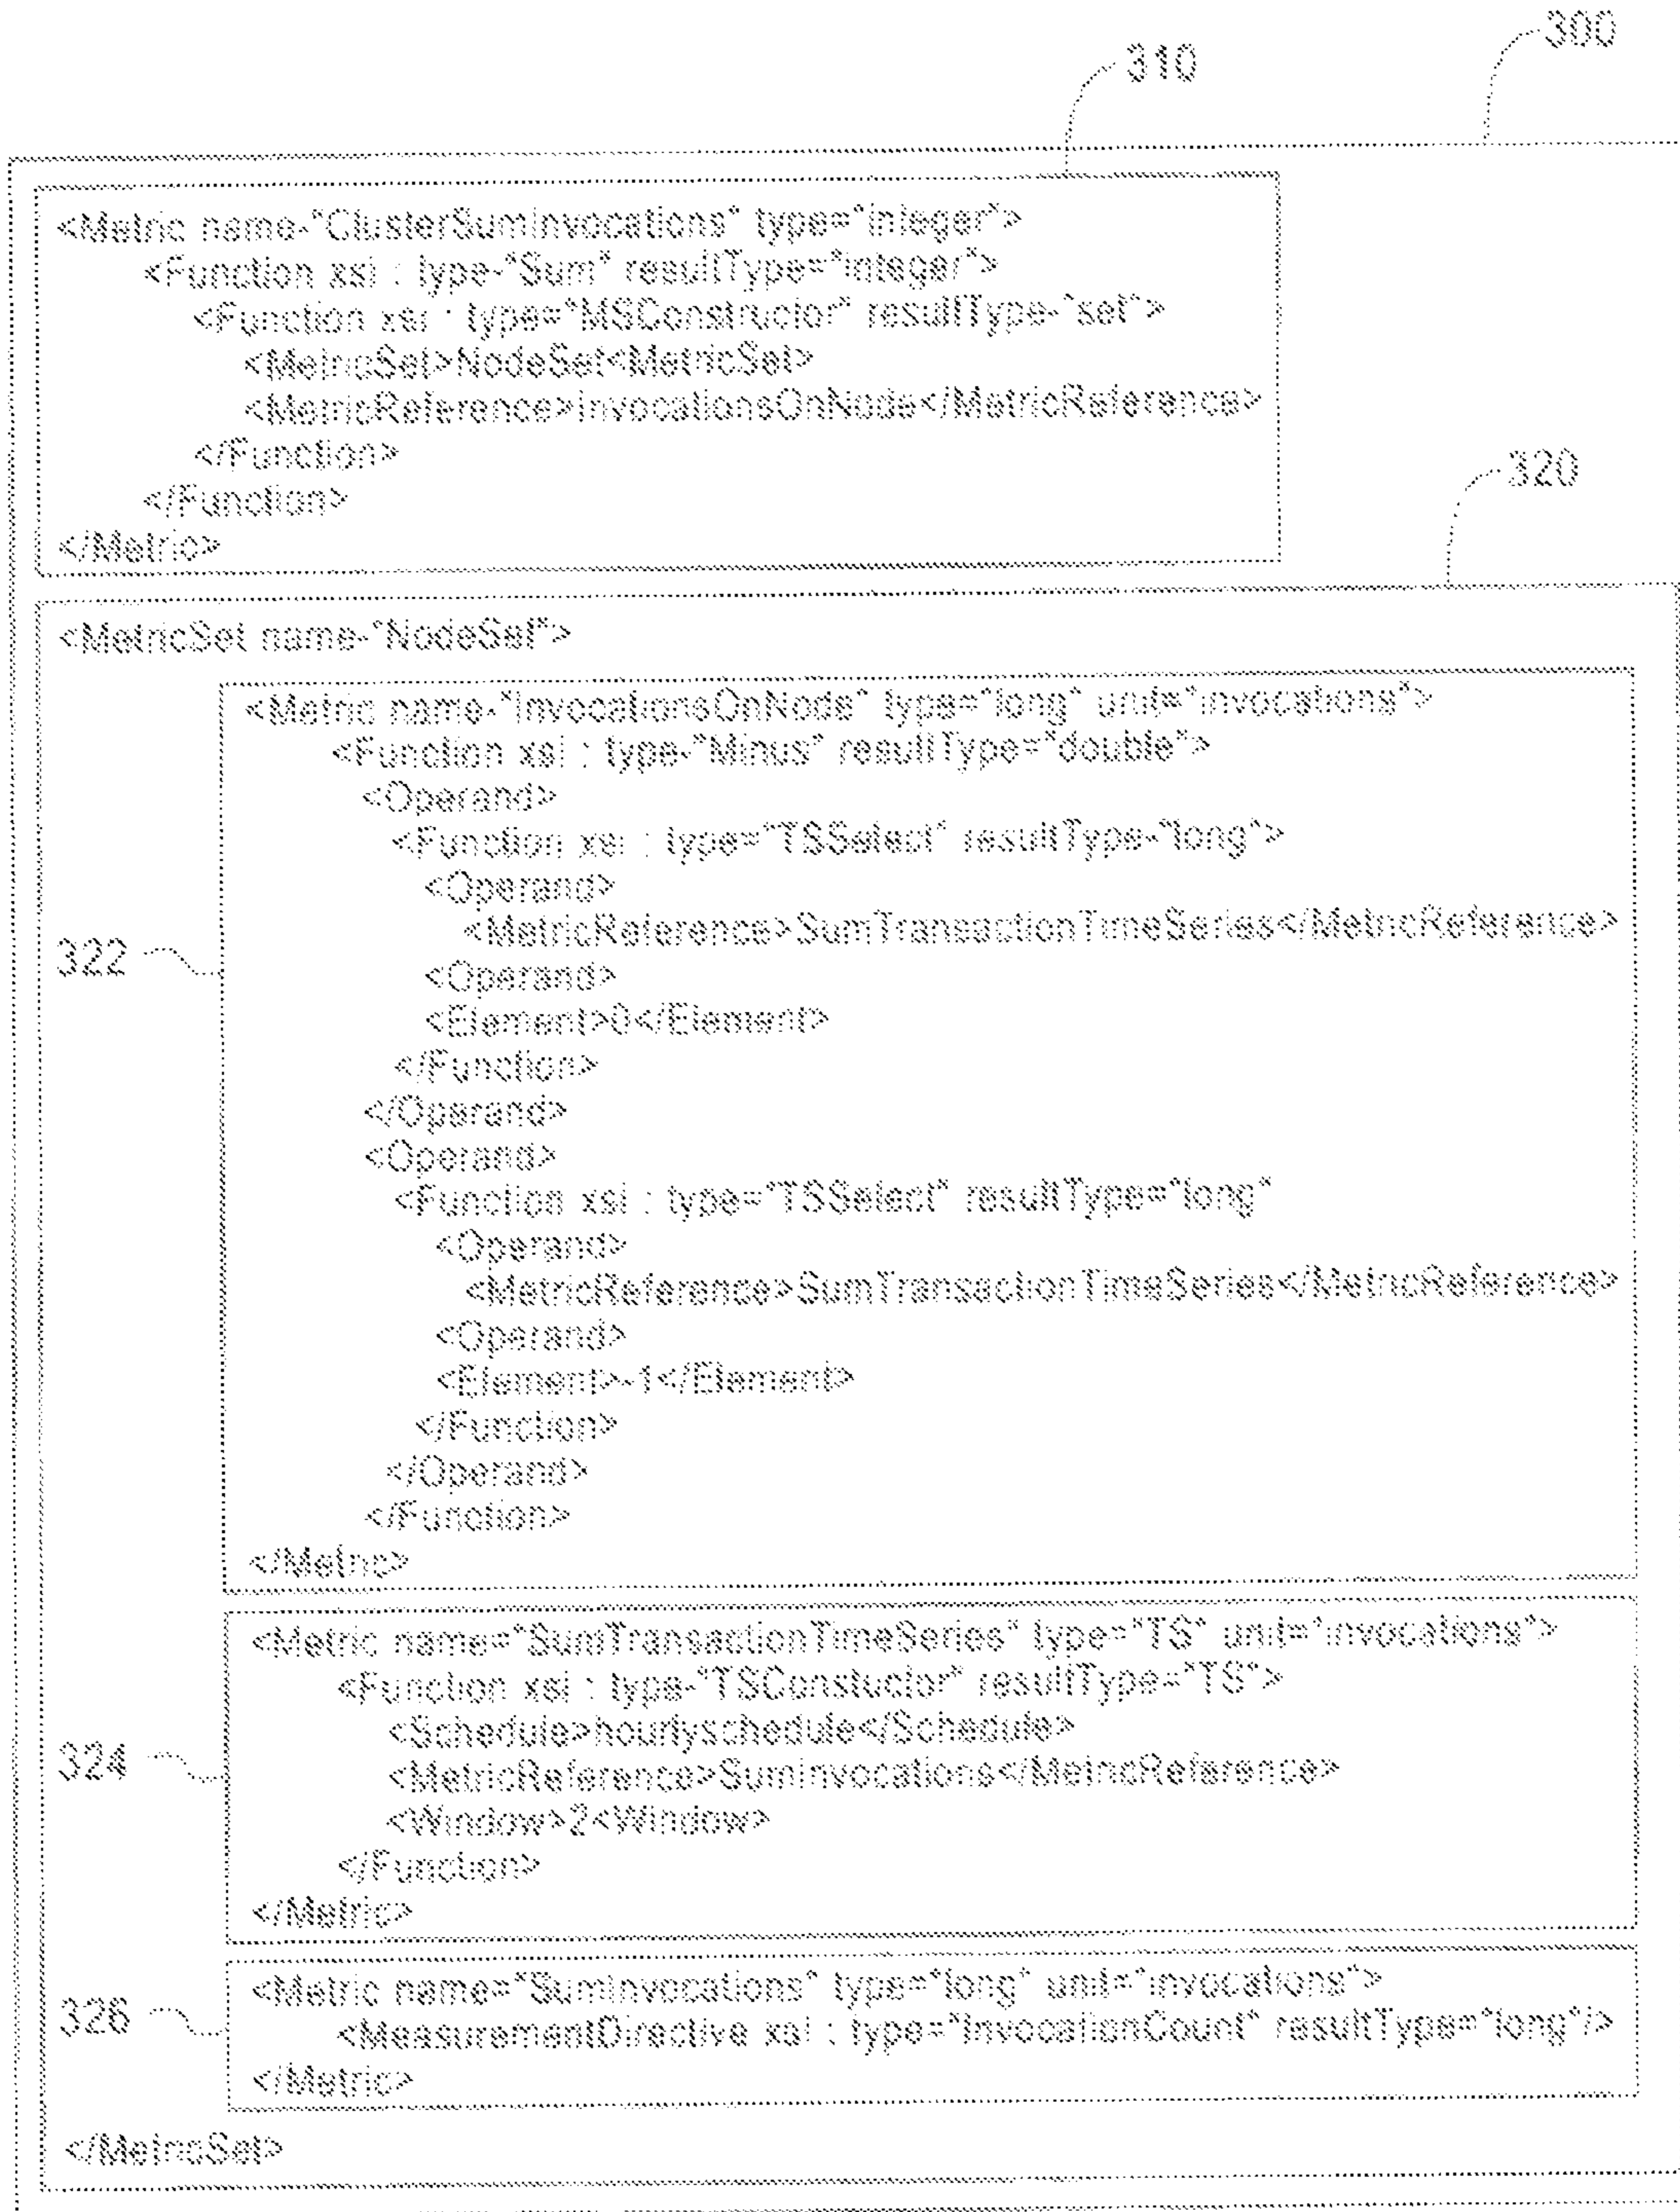 300
310
<Metric name-"ClusterSumInvocations" type="integer">
<Function xsi : type-"Sum" resultType="integer">
<Function xsi : type="MSConstructor" resultType-"set">
<MetricSet>NodeSet<MetricSet>
<MetricReference>InvocationsOnNode</MetricReference>
</Function>
</Function>
</Metric>
320
<MetricSet name-"NodeSet">
<Metric name-"InvocationsOnNode" type="long" unit="invocations">
<Function xsi : type-"Minus" resultType="double">
<Operand>
<Function xsi : type="TSSelect" resultType-"long">
<Operand>
<MetricReference>SumTransactionTimeSeries</MetricReference>
322
<Operand>
<Element>0</Element>
</Function>
</Operand>
<Operand>
<Function xsi : type="TSSelect" resultType="long"
<Operand>
<MetricReference>SumTransactionTimeSeries</MetricReference>
<Operand>
<Element>-1</Element>
</Function>
</Operand>
</Function>
</Metric>
<Metric name="SumTransactionTimeSeries" type="TS" unit="invocations">
<Function xsi : type-"TSConstuctor" resultType="TS">
<Schedule>hourlyschedule</Schedule>
324
<MetricReference>SumInvocations</MetricReference>
<Window>2<Window>
</Function>
</Metric>
<Metric name="SumInvocations" type="long" unit="invocations">
326
<MeasurementDirective xsi : type="InvocationCount" resultType="long"/>
</Metric>
</MetricSet>